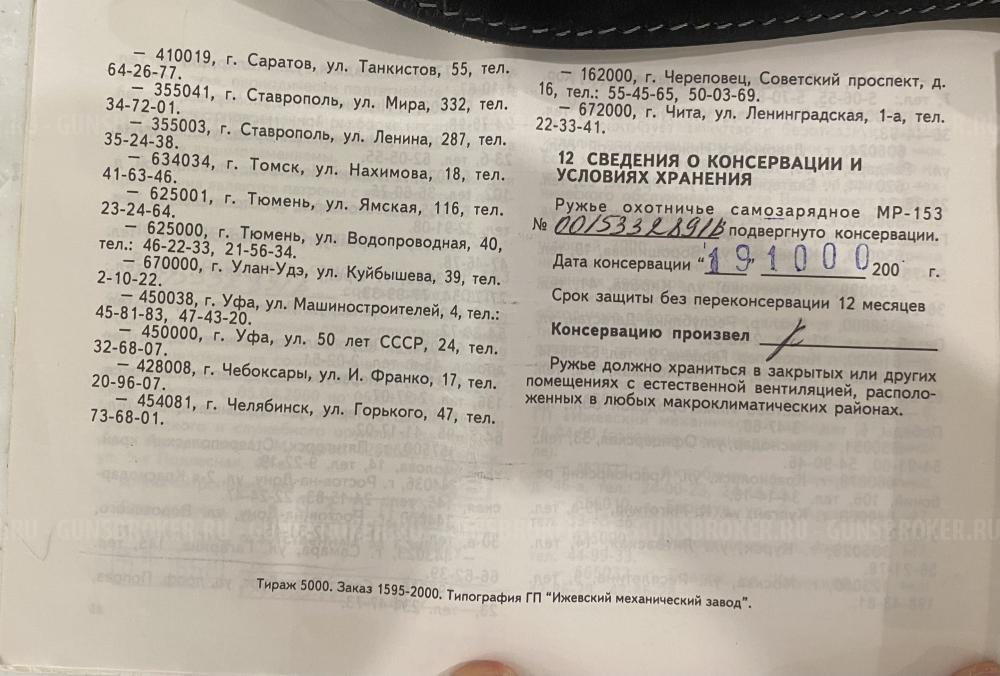 — 410019, г. Саратов, ул. Танкистов, 55, тел.
64-26-77.
— 355041, г. Ставрополь, ул. Мира, 332, тел.
34-72-01.
— 355003, г. Ставрополь, ул. Ленина, 287, тел.
35-24-38.
— 634034, г. Томск, ул. Нахимова, 18, тел.
41-63-46.
— 625001, г. Тюмень, ул. Ямская, 116, тел.
23-24-64.
— 625000, г. Тюмень, ул. Водопроводная, 40,
тел.: 46-22-33, 21-56-34.
— 670000, г. Улан-Удэ, ул. Куйбышева, 39, тел.
2-10-22.
— 450038, г. Уфа, ул. Машиностроителей, 4, тел.:
45-81-83, 47-43-20.
— 450000, г. Уфа, ул. 50 лет СССР, 24, тел.
32-68-07.
— 428008, г. Чебоксары, ул. И. Франко, 17, тел.
20-96-07.
— 454081, г. Челябинск, ул. Горького, 47, тел.
73-68-01.
— 162000, г. Череповец, Советский проспект, д.
16, тел.: 55-45-65, 50-03-69.
— 672000, г. Чита, ул. Ленинградская, 1-а, тел.
22-33-41.
12 СВЕДЕНИЯ О КОНСЕРВАЦИИ И
УСЛОВИЯХ ХРАНЕНИЯ
Ружье охотничье самозарядное МР-153
№ подвергнуто консервации.
Дата консервации "19" 1000 200 г.
Срок защиты без переконсервации 12 месяцев
Консервацию произвел
Ружье должно храниться в закрытых или других
помещениях с естественной вентиляцией, располо-
женных в любых макроклиматических районах.
Тираж 5000. Заказ 1595-2000. Типография ГП "Ижевский механический завод".
GUNSBROKER.RU